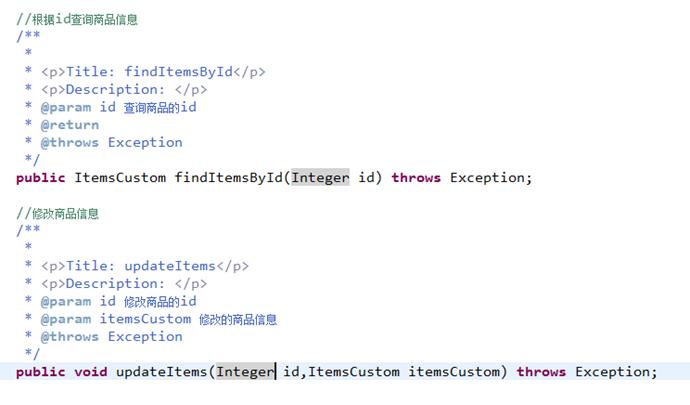 //根据id查询商品信息
/**
 *
 * <p>Title: findItemsById</p>
 * <p>Description: </p>
 * @param id 查询商品的id
 * @return
 * @throws Exception
 */
public ItemsCustom findItemsById(Integer id) throws Exception;
//修改商品信息
/**
 *
 * <p>Title: updateItems</p>
 * <p>Description: </p>
 * @param id 修改商品的id
 * @param itemsCustom 修改的商品信息
 * @throws Exception
 */
public void updateItems(Integer id,ItemsCustom itemsCustom) throws Exception;